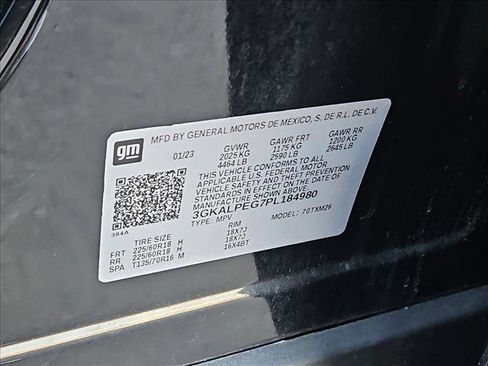 gm
MFD BY GENERAL MOTORS DE MEXICO, S. DE R.L. DE C.V.
01/23 GVWR GAWR FRT GAWR RR
2025 KG 1175 KG 1200 KG
4464 LB 2590 LB 2645 LB
THIS VEHICLE CONFORMS TO ALL
APPLICABLE U.S. FEDERAL MOTOR
VEHICLE SAFETY AND THEFT PREVENTION
STANDARDS IN EFFECT ON THE DATE OF
MANUFACTURE SHOWN ABOVE.
3GKALPEG7PL184980
TYPE: MPV MODEL: 70TXM26
384A
TIRE SIZE RIM
FRT 225/60R18 H 18X7J
RR 225/60R18 H 18X7J
SPA T135/70R16 M 16X4BT